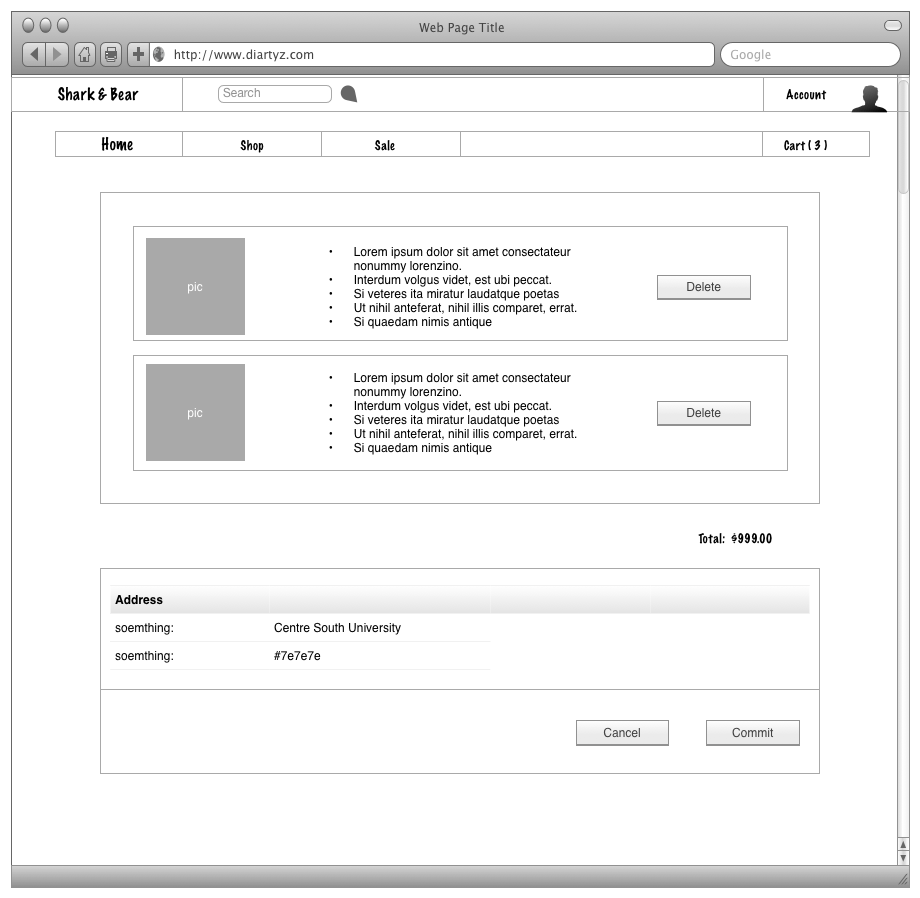 Web Page Title
http://www.diartyz.com
Google
Shark & Bear
Search
Account
Home
Shop
Sale
Cart ( 3 )
pic
• Lorem ipsum dolor sit amet consectateur
nonummy lorenzino.
• Interdum volgus videt, est ubi peccat.
• Si veteres ita miratur laudatque poetas
• Ut nihil anteferat, nihil illis comparet, errat.
• Si quaedam nimis antique
Delete
pic
• Lorem ipsum dolor sit amet consectateur
nonummy lorenzino.
• Interdum volgus videt, est ubi peccat.
• Si veteres ita miratur laudatque poetas
• Ut nihil anteferat, nihil illis comparet, errat.
• Si quaedam nimis antique
Delete
Total: $999.00
Address
soemthing: Centre South University
soemthing: #7e7e7e
Cancel
Commit